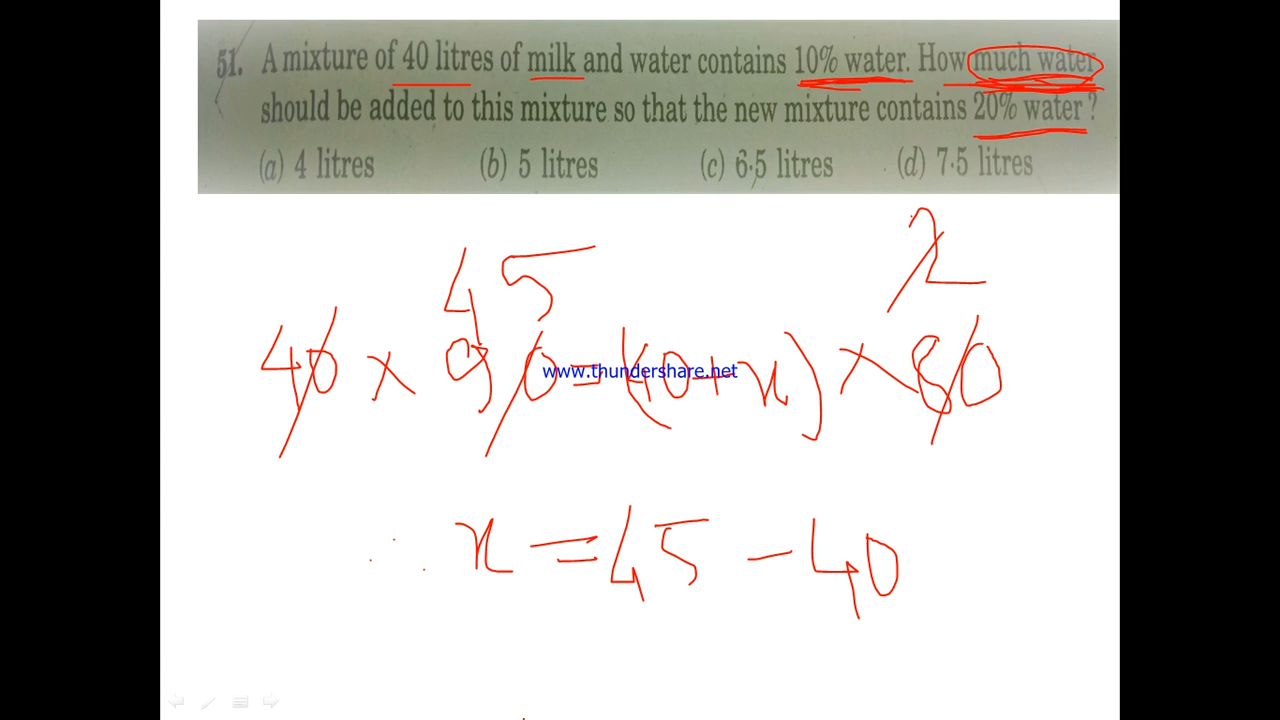 51. A mixture of 40 litres of milk and water contains 10% water. How much water
should be added to this mixture so that the new mixture contains 20% water ?
(a) 4 litres (b) 5 litres (c) 6·5 litres (d) 7·5 litres
45 2
40 × 90 = (40 + x) × 80
www.thundershare.net
∴ x = 45 - 40